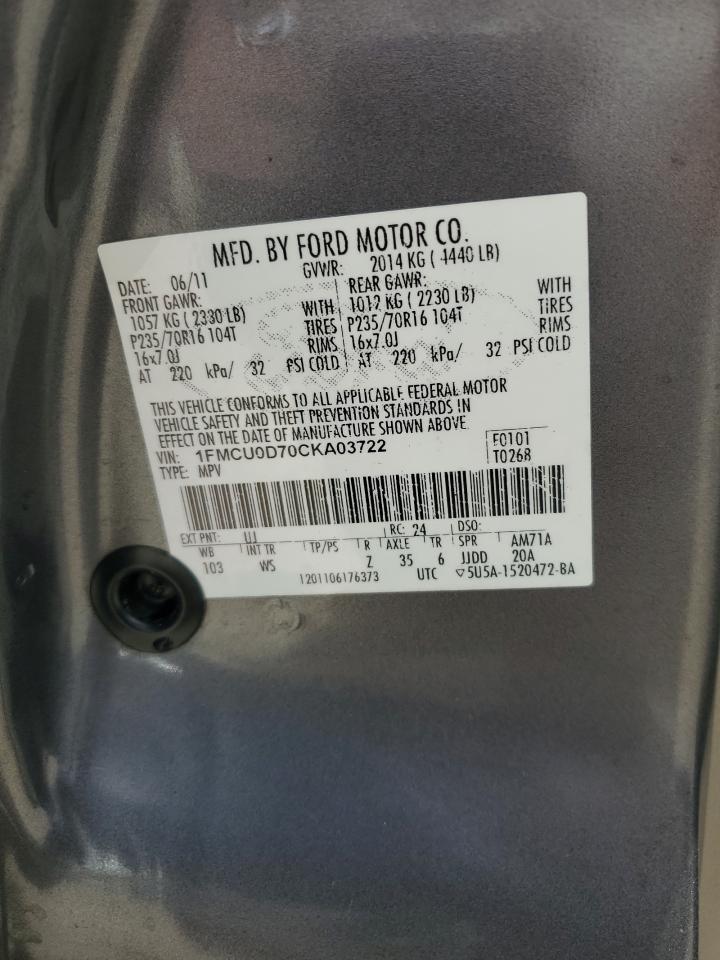 MFD. BY FORD MOTOR CO.
DATE: 06/11
GVWR: 2014 KG ( 4440 LB)
FRONT GAWR:
1057 KG ( 2330 LB) WITH
P235/70R16 104T TIRES
16x7.0J RIMS
AT 220 kPa/ 32 PSI COLD
REAR GAWR: WITH
1012 KG ( 2230 LB) TIRES
P235/70R16 104T RIMS
16x7.0J
AT 220 kPa/ 32 PSI COLD
THIS VEHICLE CONFORMS TO ALL APPLICABLE FEDERAL MOTOR
VEHICLE SAFETY AND THEFT PREVENTION STANDARDS IN
EFFECT ON THE DATE OF MANUFACTURE SHOWN ABOVE.
VIN: 1FMCU0D70CKA03722
TYPE: MPV
F0101
T0268
EXT PNT: UJ RC: 24 DSO:
WB INT TR TP/PS R AXLE TR SPR AM71A
103 WS Z 35 6 JJDD 20A
1201106176373 UTC ▽5U5A-1520472-BA